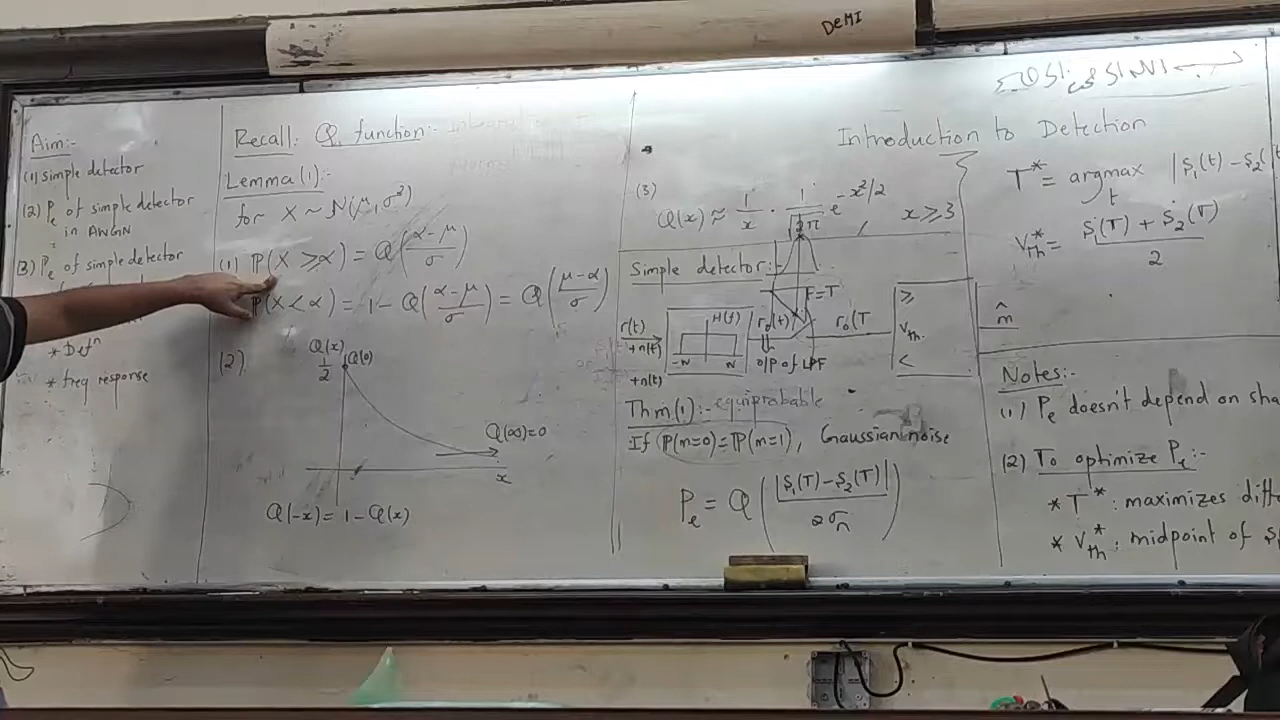 DeMI
Aim:-
(1) simple detector
(2) Pe of simple detector
in AWGN
(3) Pe of simple detector
* Defⁿ
* freq response
Recall: Q function:-
Lemma(1):-
for X ~ N(μ, σ²)
(1) P(X ≥ α) = Q((α-μ)/σ)
P(X < α) = 1 - Q((α-μ)/σ) = Q((μ-α)/σ)
(2)
Q(x)
1/2 Q(0)
Q(∞)=0
x
Q(-x) = 1 - Q(x)
Introduction to Detection
(3)
Q(x) ≈ 1/x · 1/√2π e^(-x²/2) , x ≥ 3
Simple detector:-
t=T
r(t)
+n(t)
+n(t)
H(f)
r₀(t)
r₀(T
≥
Vth.
<
m̂
o/p of LPF
Thm.(1):- equiprobable
If P(m=0) = P(m=1), Gaussian noise
Pe = Q(|S₁(T) - S₂(T)| / 2σn)
T* = argmax |S₁(t) - S₂(
t
Vth* = (S₁(T) + S₂(T)) / 2
Notes:-
(1) Pe doesn't depend on sha
(2) To optimize Pe:-
* T*: maximizes diff
* Vth*: midpoint of S